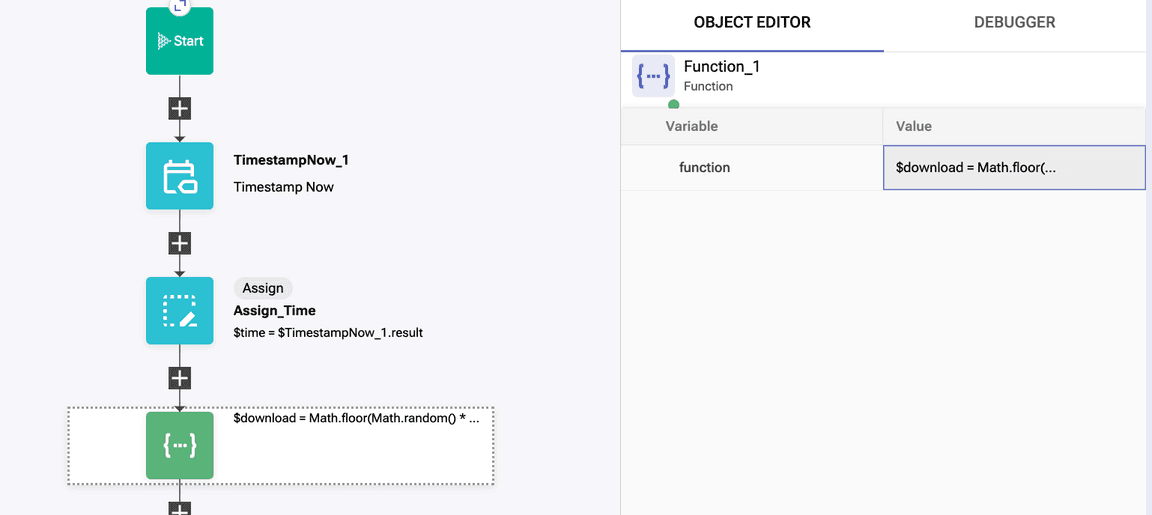 Start
TimestampNow_1
Timestamp Now
Assign
Assign_Time
$time = $TimestampNow_1.result
$download = Math.floor(Math.random() * ...
OBJECT EDITOR
DEBUGGER
{...}
Function_1
Function
Variable
Value
function
$download = Math.floor(...
{...}